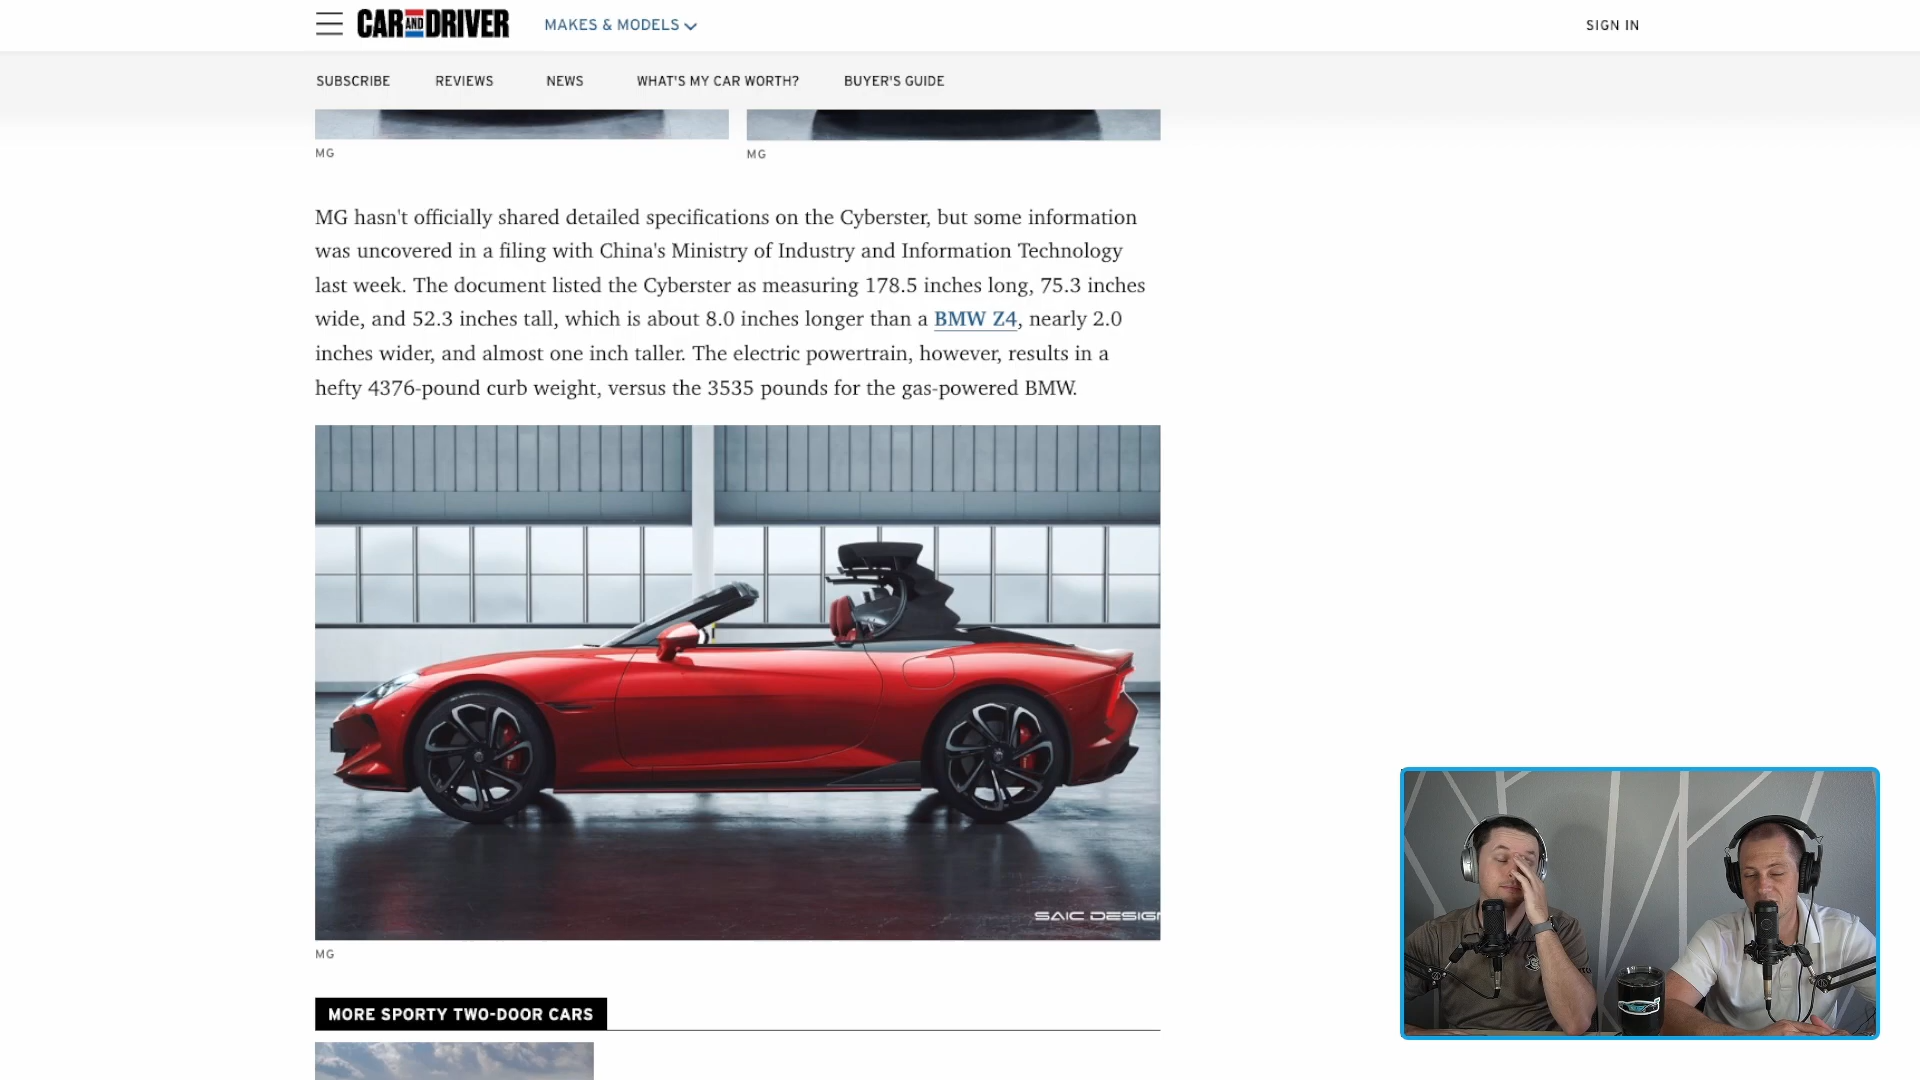 CAR AND DRIVER
MAKES & MODELS
SIGN IN
SUBSCRIBE
REVIEWS
NEWS
WHAT'S MY CAR WORTH?
BUYER'S GUIDE
MG
MG
MG hasn't officially shared detailed specifications on the Cyberster, but some information
was uncovered in a filing with China's Ministry of Industry and Information Technology
last week. The document listed the Cyberster as measuring 178.5 inches long, 75.3 inches
wide, and 52.3 inches tall, which is about 8.0 inches longer than a BMW Z4, nearly 2.0
inches wider, and almost one inch taller. The electric powertrain, however, results in a
hefty 4376-pound curb weight, versus the 3535 pounds for the gas-powered BMW.
SAIC DESIGN
MG
MORE SPORTY TWO-DOOR CARS